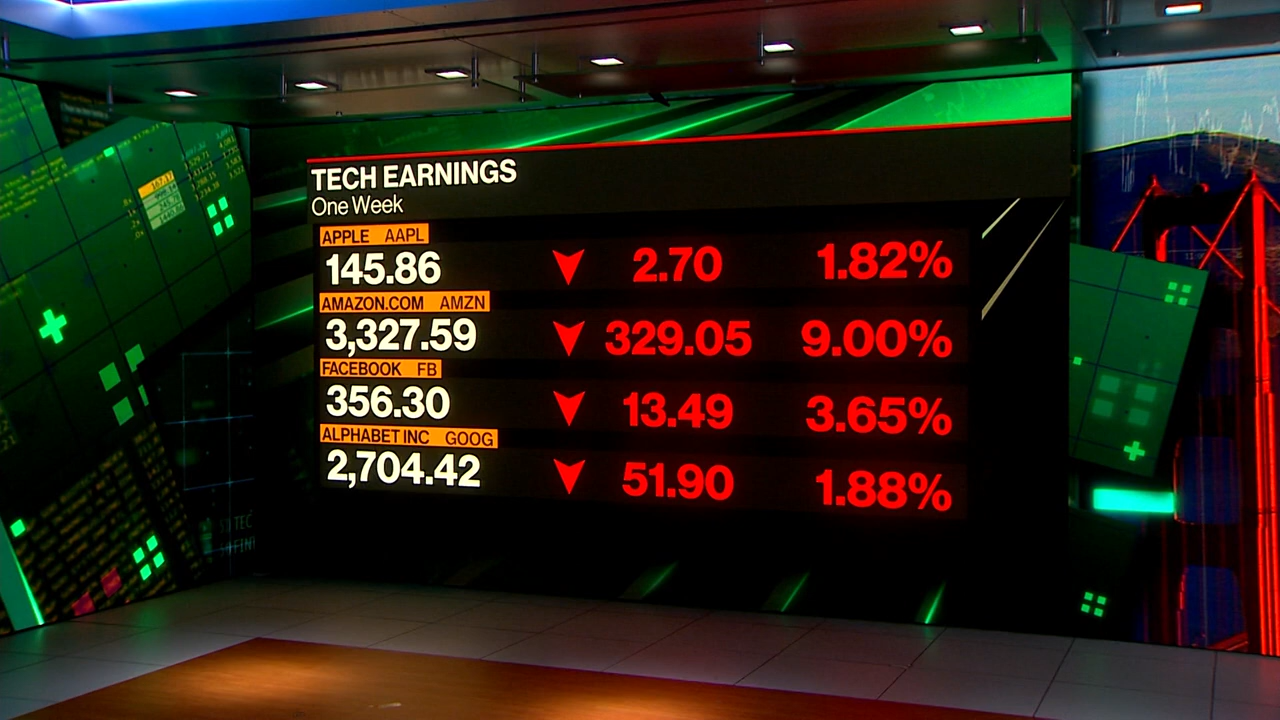 TECH EARNINGS
One Week
APPLE AAPL
145.86 2.70 1.82%
AMAZON.COM AMZN
3,327.59 329.05 9.00%
FACEBOOK FB
356.30 13.49 3.65%
ALPHABET INC GOOG
2,704.42 51.90 1.88%